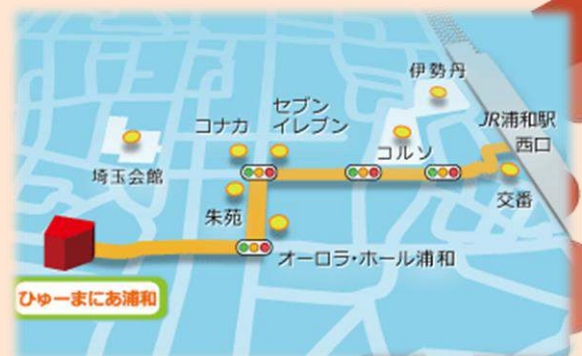 伊勢丹
セブン
イレブン
コナカ
JR浦和駅
西口
コルソ
埼玉会館
交番
朱苑
オーロラ・ホール浦和
ひゅーまにあ浦和